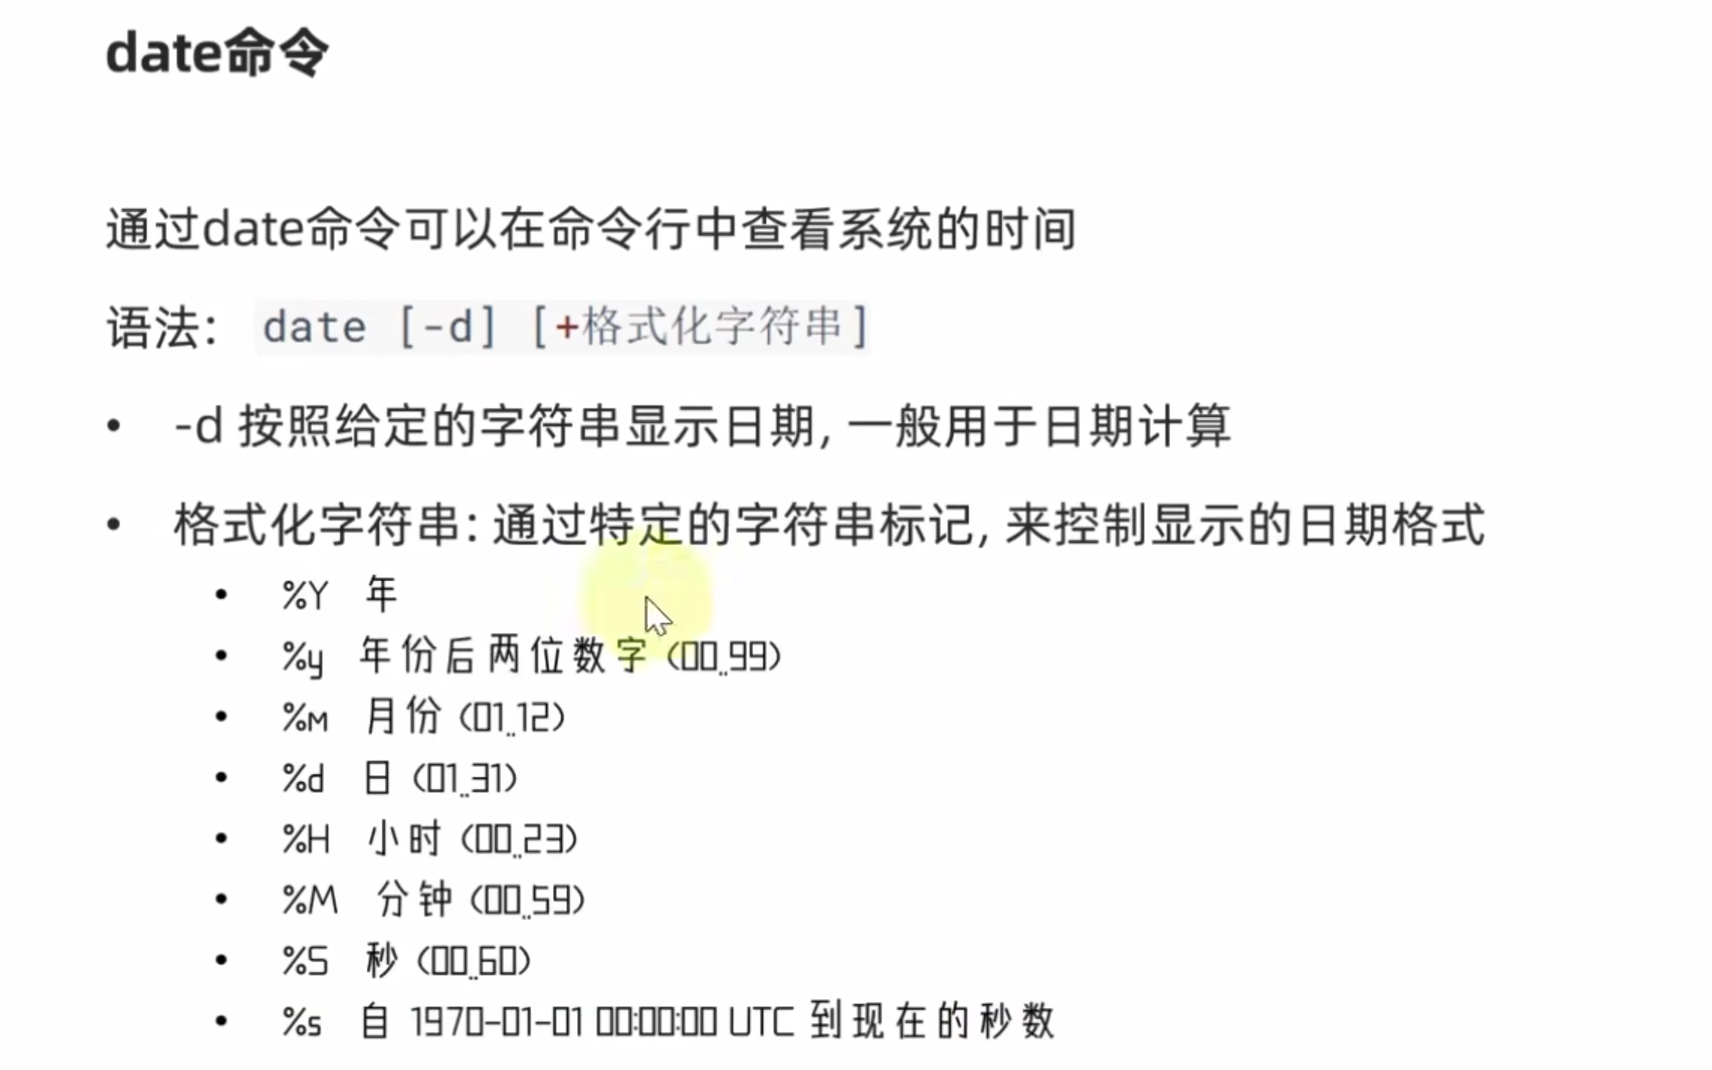 date命令
通过date命令可以在命令行中查看系统的时间
语法： date [-d] [+格式化字符串]
• -d 按照给定的字符串显示日期, 一般用于日期计算
• 格式化字符串: 通过特定的字符串标记, 来控制显示的日期格式
• %Y 年
• %y 年份后两位数字 (00..99)
• %m 月份 (01..12)
• %d 日 (01..31)
• %H 小时 (00..23)
• %M 分钟 (00..59)
• %S 秒 (00..60)
• %s 自 1970-01-01 00:00:00 UTC 到现在的秒数